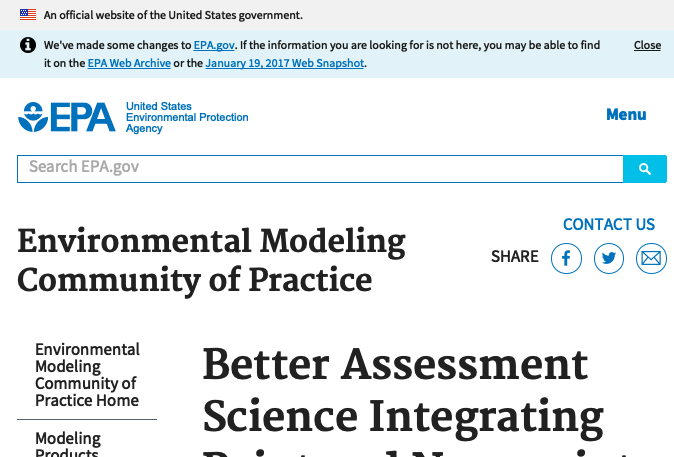 An official website of the United States government.
We've made some changes to EPA.gov. If the information you are looking for is not here, you may be able to find
it on the EPA Web Archive or the January 19, 2017 Web Snapshot.
Close
EPA
United States
Environmental Protection
Agency
Menu
Search EPA.gov
CONTACT US
SHARE
Environmental Modeling
Community of Practice
Environmental
Modeling
Community of
Practice Home
Modeling
Products
Better Assessment
Science Integrating